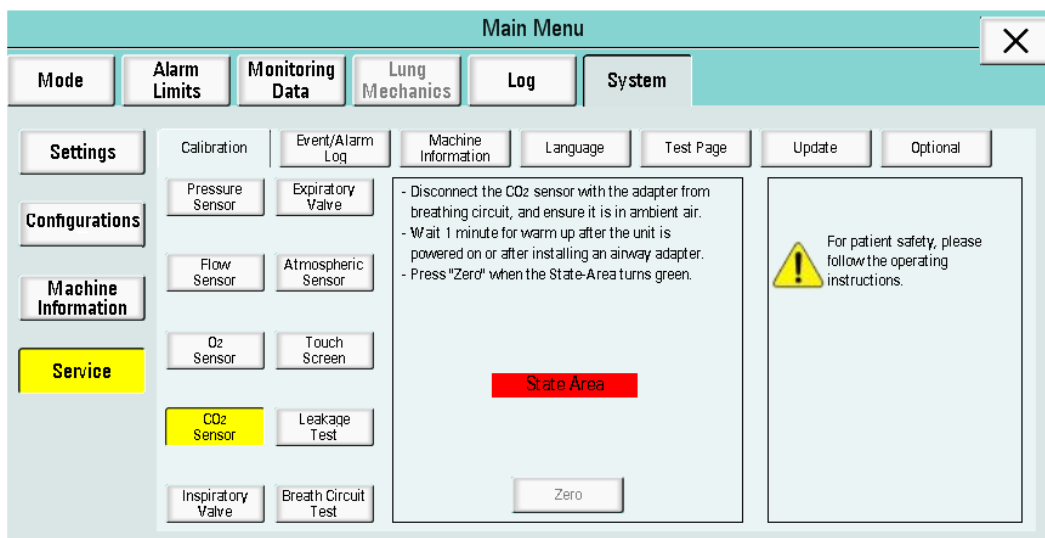 Main Menu
Mode
Alarm
Limits
Monitoring
Data
Lung
Mechanics
Log
System
Settings
Configurations
Machine
Information
Service
Calibration
Event/Alarm
Log
Machine
Information
Language
Test Page
Update
Optional
Pressure
Sensor
Expiratory
Valve
Flow
Sensor
Atmospheric
Sensor
O2
Sensor
Touch
Screen
CO2
Sensor
Leakage
Test
Inspiratory
Valve
Breath Circuit
Test
- Disconnect the CO2 sensor with the adapter from
breathing circuit, and ensure it is in ambient air.
- Wait 1 minute for warm up after the unit is
powered on or after installing an airway adapter.
- Press "Zero" when the State-Area turns green.
State Area
Zero
For patient safety, please
follow the operating
instructions.